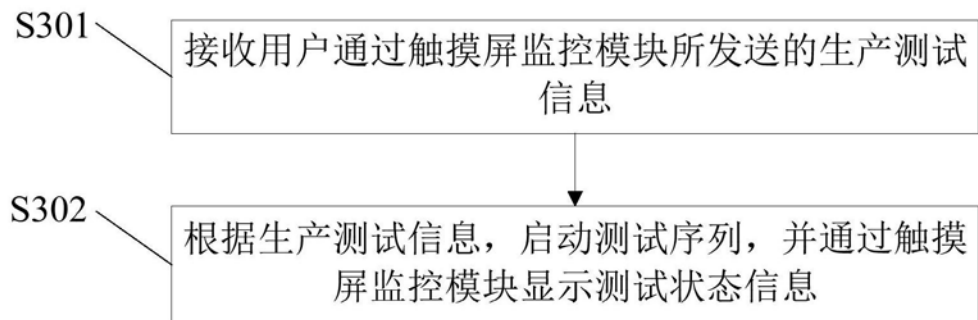 S301
接收用户通过触摸屏监控模块所发送的生产测试
信息
S302
根据生产测试信息，启动测试序列，并通过触摸
屏监控模块显示测试状态信息